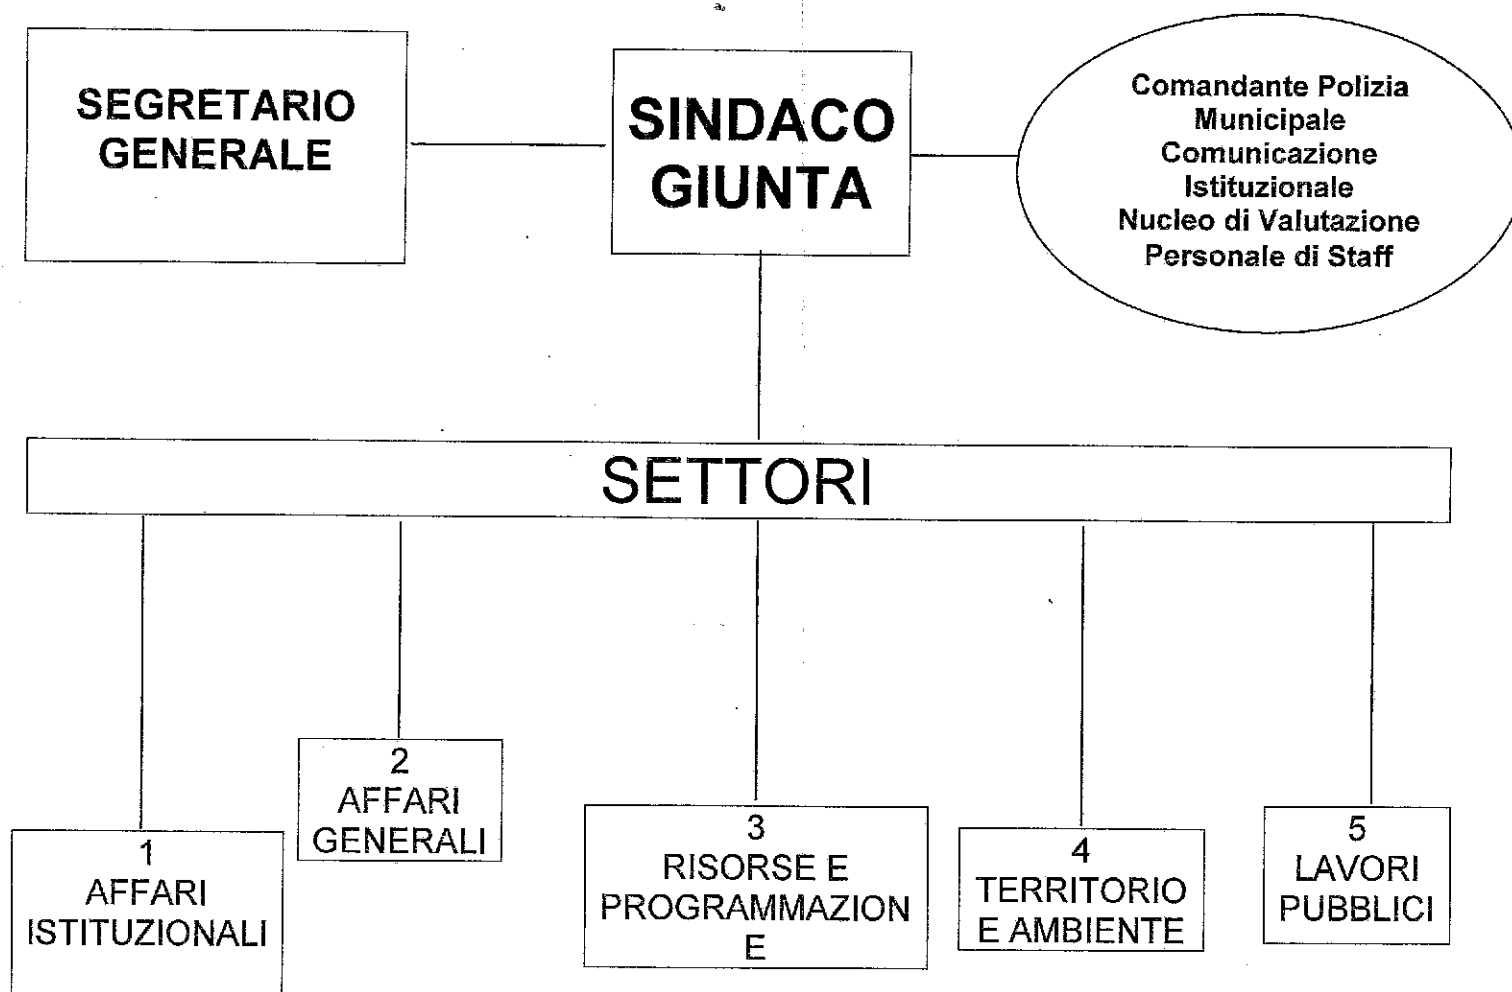 SEGRETARIO
GENERALE
SINDACO
GIUNTA
Comandante Polizia
Municipale
Comunicazione
Istituzionale
Nucleo di Valutazione
Personale di Staff
SETTORI
1
AFFARI
ISTITUZIONALI
2
AFFARI
GENERALI
3
RISORSE E
PROGRAMMAZION
E
4
TERRITORIO
E AMBIENTE
5
LAVORI
PUBBLICI